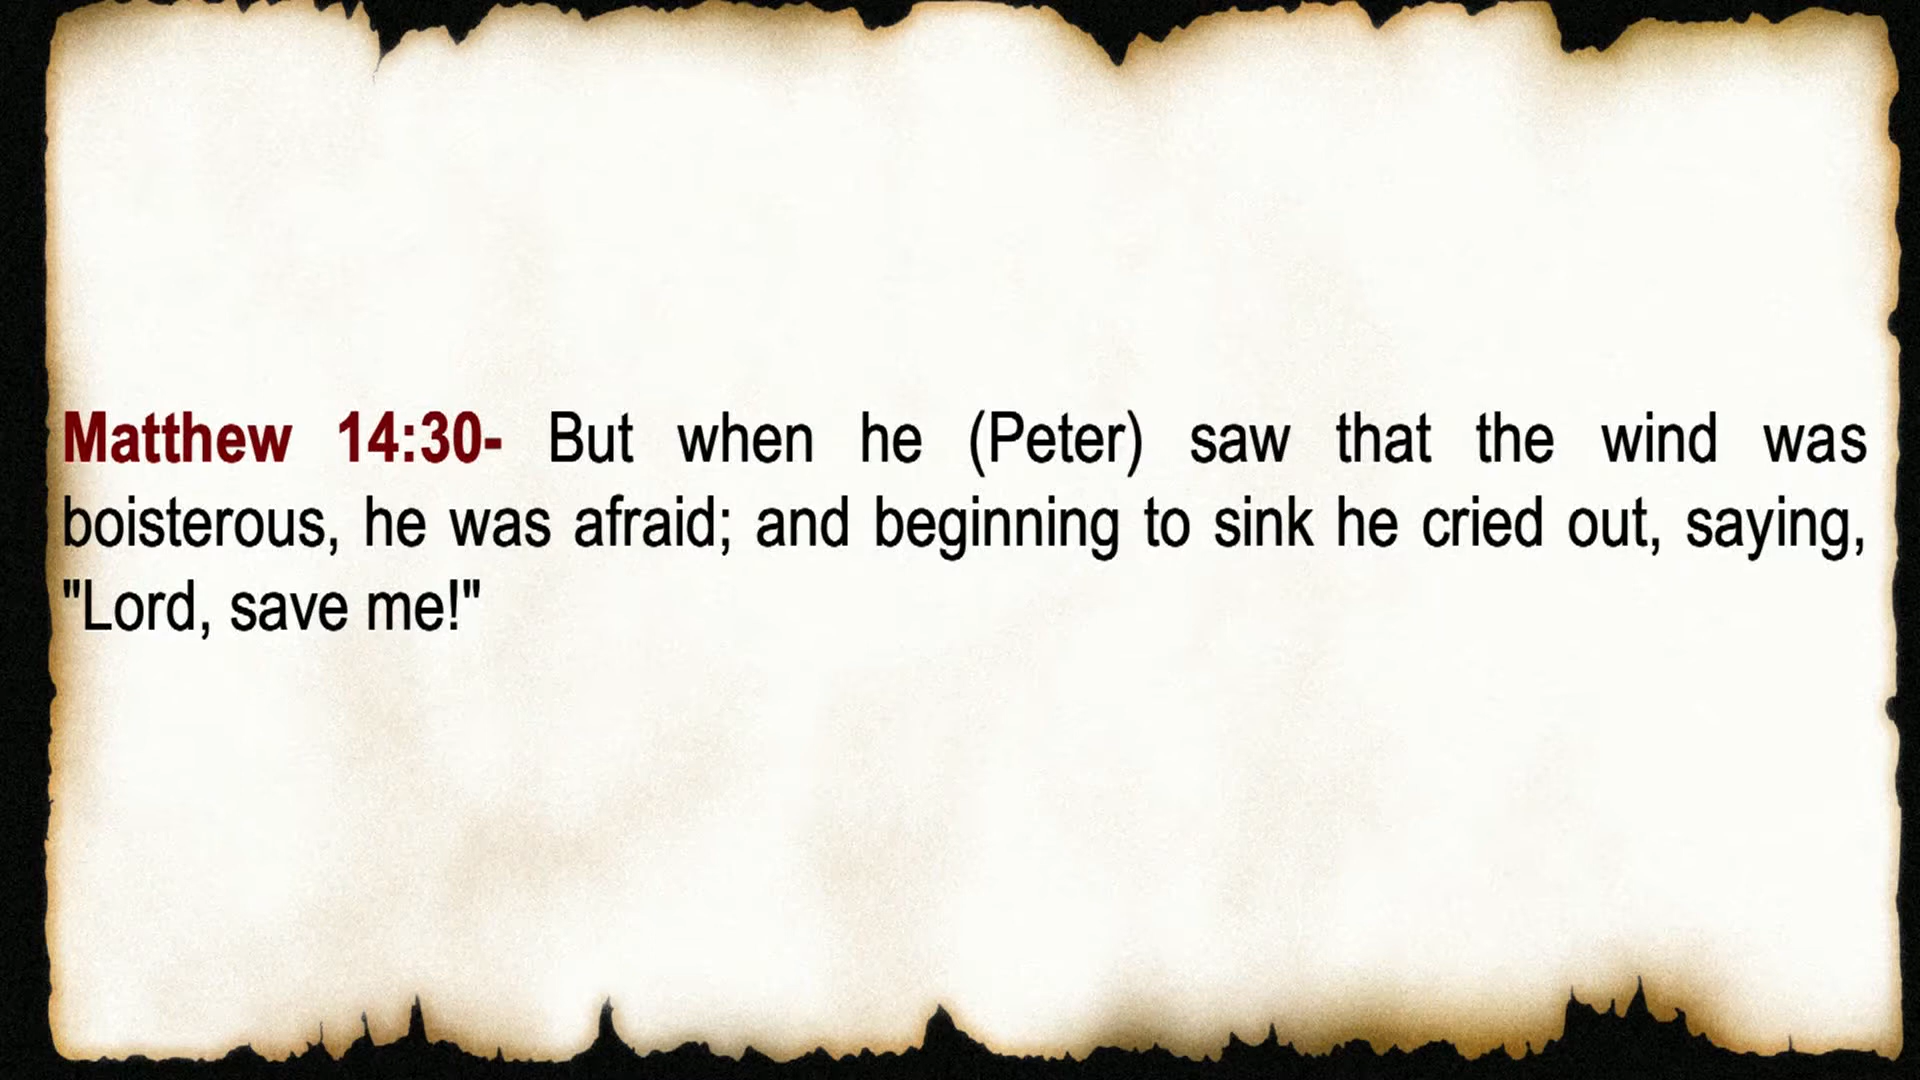 Matthew 14:30- But when he (Peter) saw that the wind was
boisterous, he was afraid; and beginning to sink he cried out, saying,
"Lord, save me!"